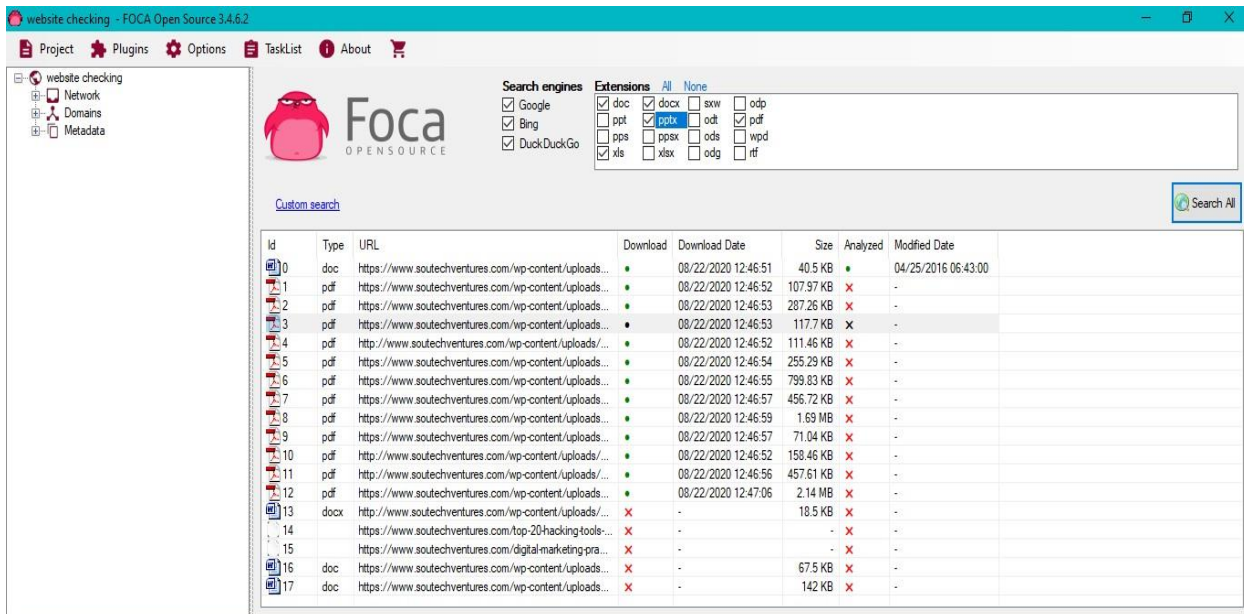 website checking - FOCA Open Source 3.4.6.2
Project Plugins Options TaskList About
website checking
Network
Domains
Metadata
Foca
OPENSOURCE
Search engines
Google
Bing
DuckDuckGo
Extensions All None
doc docx sxw odp
ppt pptx odt pdf
pps ppsx ods wpd
xls xlsx odg rtf
Custom search
Search All
Id Type URL Download Download Date Size Analyzed Modified Date
0 doc https://www.soutechventures.com/wp-content/uploads... 08/22/2020 12:46:51 40.5 KB 04/25/2016 06:43:00
1 pdf https://www.soutechventures.com/wp-content/uploads... 08/22/2020 12:46:52 107.97 KB -
2 pdf https://www.soutechventures.com/wp-content/uploads... 08/22/2020 12:46:53 287.26 KB -
3 pdf https://www.soutechventures.com/wp-content/uploads... 08/22/2020 12:46:53 117.7 KB -
4 pdf http://www.soutechventures.com/wp-content/uploads/... 08/22/2020 12:46:52 111.46 KB -
5 pdf https://www.soutechventures.com/wp-content/uploads... 08/22/2020 12:46:54 255.29 KB -
6 pdf https://www.soutechventures.com/wp-content/uploads... 08/22/2020 12:46:55 799.83 KB -
7 pdf https://www.soutechventures.com/wp-content/uploads... 08/22/2020 12:46:57 456.72 KB -
8 pdf https://www.soutechventures.com/wp-content/uploads... 08/22/2020 12:46:59 1.69 MB -
9 pdf https://www.soutechventures.com/wp-content/uploads... 08/22/2020 12:46:57 71.04 KB -
10 pdf http://www.soutechventures.com/wp-content/uploads/... 08/22/2020 12:46:52 158.46 KB -
11 pdf http://www.soutechventures.com/wp-content/uploads/... 08/22/2020 12:46:56 457.61 KB -
12 pdf https://www.soutechventures.com/wp-content/uploads... 08/22/2020 12:47:06 2.14 MB -
13 docx http://www.soutechventures.com/wp-content/uploads/... - 18.5 KB -
14 https://www.soutechventures.com/top-20-hacking-tools-... - - -
15 https://www.soutechventures.com/digital-marketing-pra... - - -
16 doc https://www.soutechventures.com/wp-content/uploads... - 67.5 KB -
17 doc https://www.soutechventures.com/wp-content/uploads... - 142 KB -